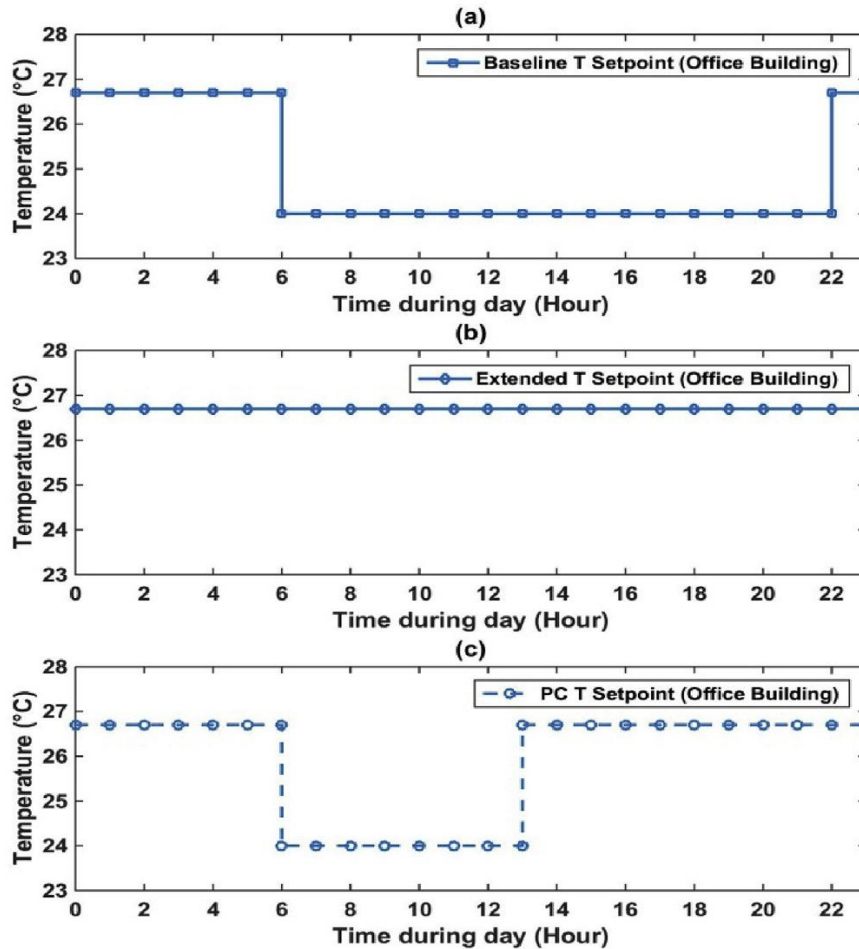 (a)
28
27
26
25
24
23
Temperature (°C)
Baseline T Setpoint (Office Building)
0 2 4 6 8 10 12 14 16 18 20 22
Time during day (Hour)
(b)
28
27
26
25
24
23
Temperature (°C)
Extended T Setpoint (Office Building)
0 2 4 6 8 10 12 14 16 18 20 22
Time during day (Hour)
(c)
28
27
26
25
24
23
Temperature (°C)
PC T Setpoint (Office Building)
0 2 4 6 8 10 12 14 16 18 20 22
Time during day (Hour)